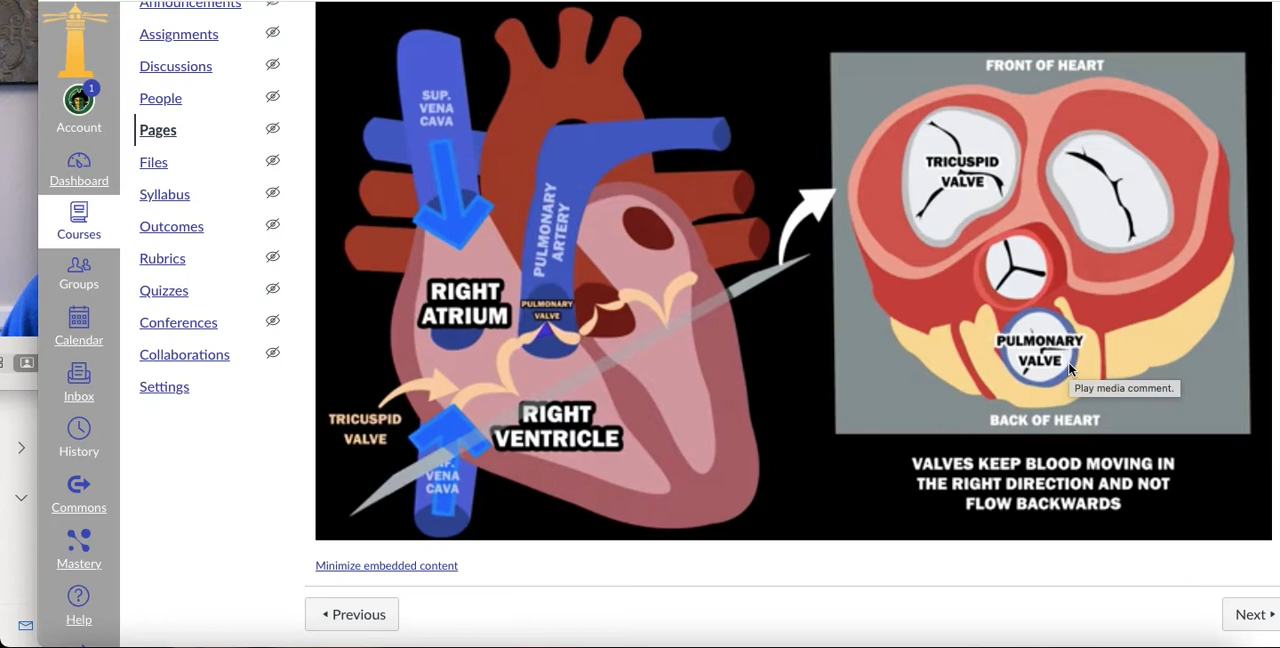 Announcements
Assignments
Discussions
People
Pages
Files
Syllabus
Outcomes
Rubrics
Quizzes
Conferences
Collaborations
Settings
1
Account
Dashboard
Courses
Groups
Calendar
Inbox
History
Commons
Mastery
Help
SUP.
VENA
CAVA
PULMONARY
ARTERY
RIGHT
ATRIUM
PULMONARY
VALVE
TRICUSPID
VALVE
RIGHT
VENTRICLE
VENA
CAVA
FRONT OF HEART
TRICUSPID
VALVE
PULMONARY
VALVE
Play media comment.
BACK OF HEART
VALVES KEEP BLOOD MOVING IN
THE RIGHT DIRECTION AND NOT
FLOW BACKWARDS
Minimize embedded content
Previous
Next